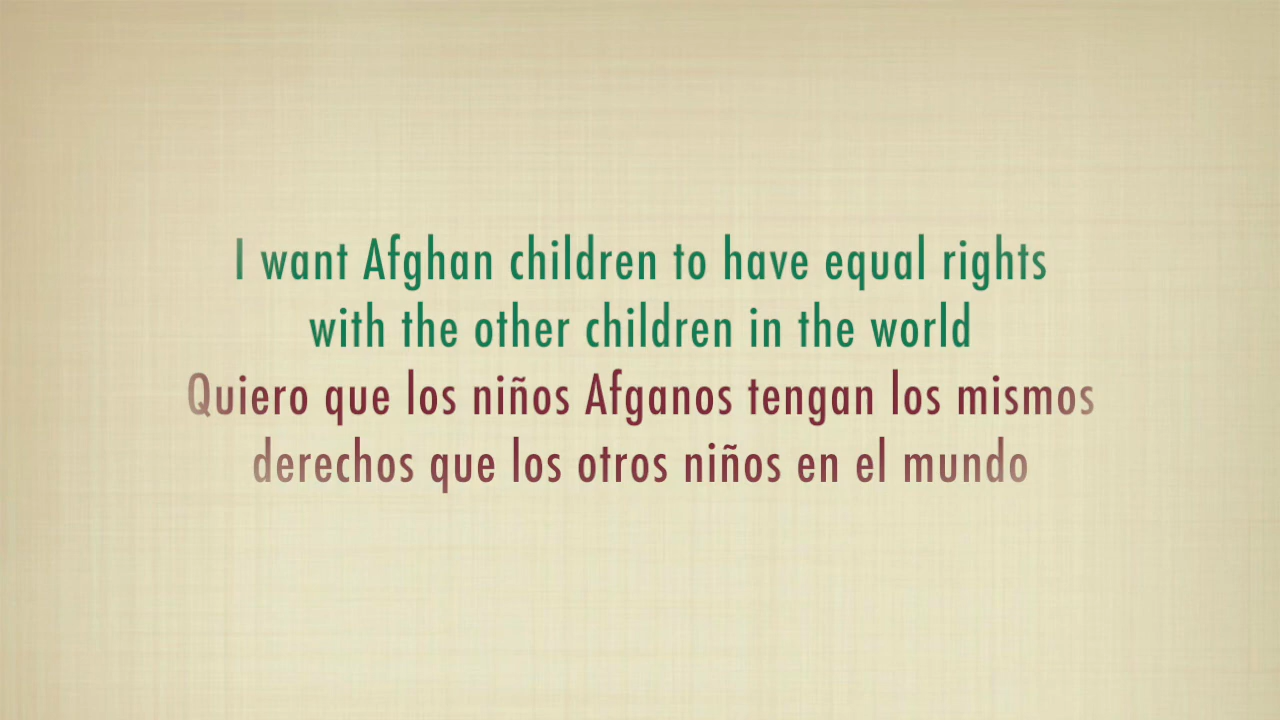 I want Afghan children to have equal rights
with the other children in the world
Quiero que los niños Afganos tengan los mismos
derechos que los otros niños en el mundo